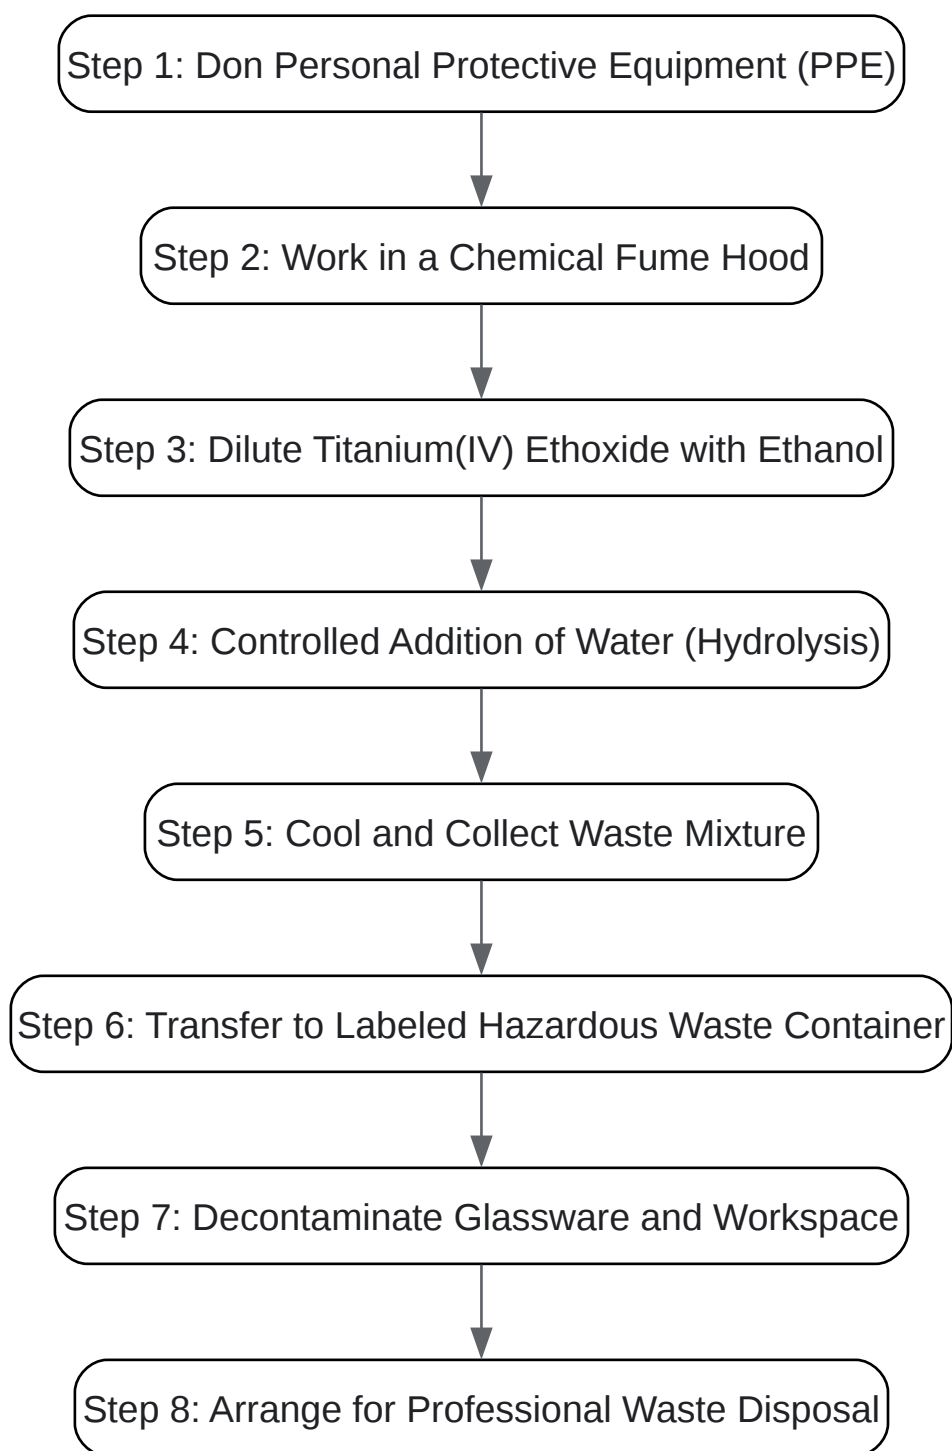 Step 1: Don Personal Protective Equipment (PPE)
Step 2: Work in a Chemical Fume Hood
Step 3: Dilute Titanium(IV) Ethoxide with Ethanol
Step 4: Controlled Addition of Water (Hydrolysis)
Step 5: Cool and Collect Waste Mixture
Step 6: Transfer to Labeled Hazardous Waste Container
Step 7: Decontaminate Glassware and Workspace
Step 8: Arrange for Professional Waste Disposal